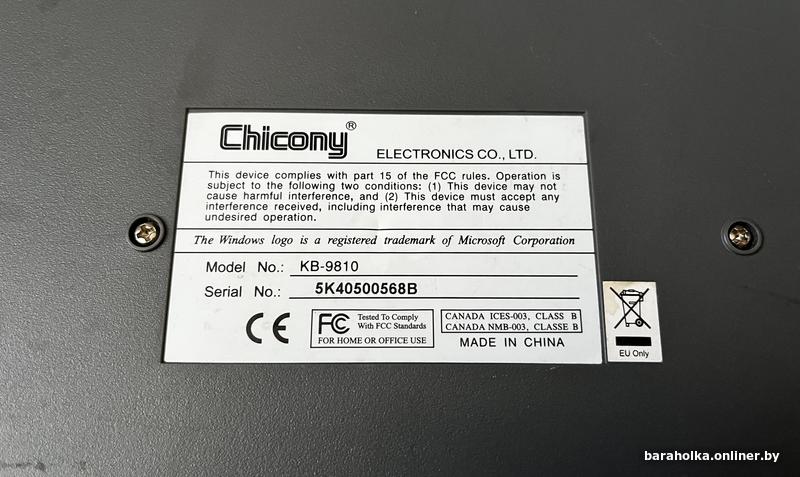 Chicony®
ELECTRONICS CO., LTD.
This device complies with part 15 of the FCC rules. Operation is
subject to the following two conditions: (1) This device may not
cause harmful interference, and (2) This device must accept any
interference received, including interference that may cause
undesired operation.
The Windows logo is a registered trademark of Microsoft Corporation
Model No.: KB-9810
Serial No.: 5K40500568B
CE
FC Tested To Comply
With FCC Standards
FOR HOME OR OFFICE USE
CANADA ICES-003, CLASS B
CANADA NMB-003, CLASSE B
MADE IN CHINA
EU Only
baraholka.onliner.by